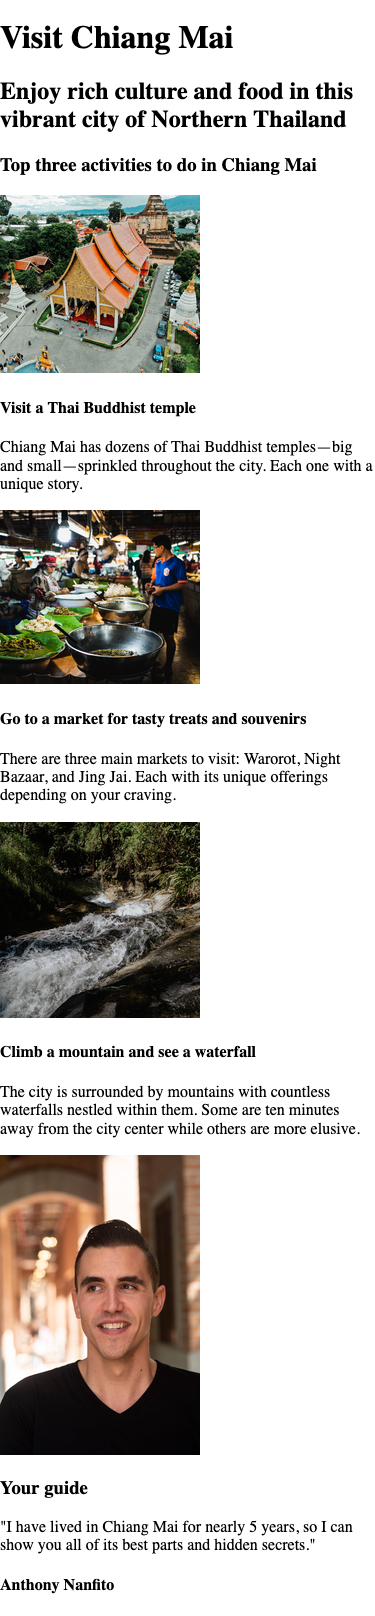 Visit Chiang Mai
Enjoy rich culture and food in this
vibrant city of Northern Thailand
Top three activities to do in Chiang Mai
Visit a Thai Buddhist temple
Chiang Mai has dozens of Thai Buddhist temples—big
and small—sprinkled throughout the city. Each one with a
unique story.
Go to a market for tasty treats and souvenirs
There are three main markets to visit: Warorot, Night
Bazaar, and Jing Jai. Each with its unique offerings
depending on your craving.
Climb a mountain and see a waterfall
The city is surrounded by mountains with countless
waterfalls nestled within them. Some are ten minutes
away from the city center while others are more elusive.
Your guide
"I have lived in Chiang Mai for nearly 5 years, so I can
show you all of its best parts and hidden secrets."
Anthony Nanfito